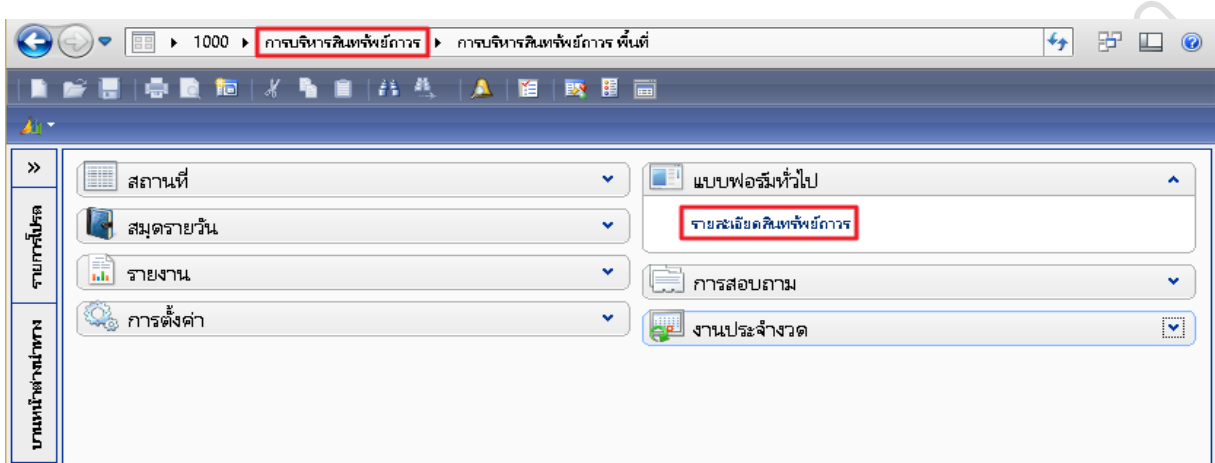 1000 การบริหารสินทรัพย์ถาวร การบริหารสินทรัพย์ถาวร พื้นที่
รายการโปรด
บานหน้าต่างนำทาง
สถานที่
สมุดรายวัน
รายงาน
การตั้งค่า
แบบฟอร์มทั่วไป
รายละเอียดสินทรัพย์ถาวร
การสอบถาม
งานประจำงวด